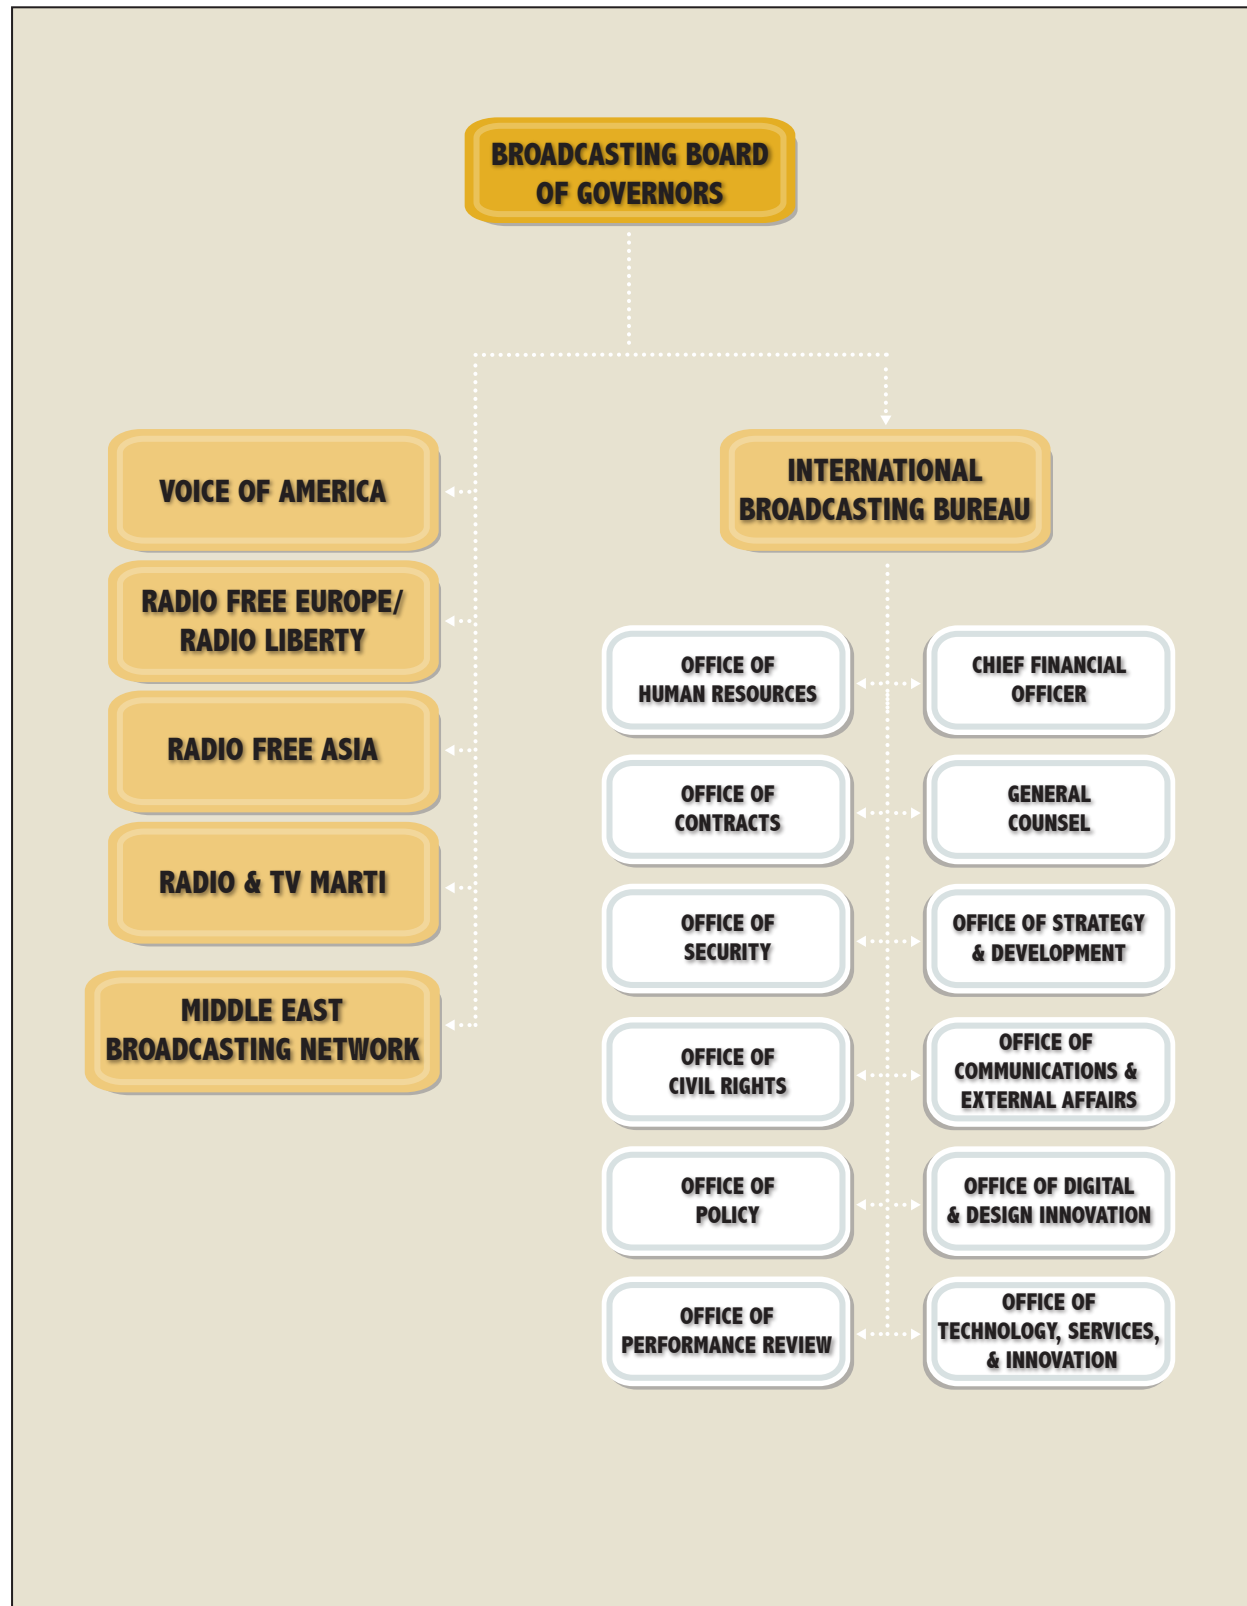 BROADCASTING BOARD
OF GOVERNORS
VOICE OF AMERICA
RADIO FREE EUROPE/
RADIO LIBERTY
RADIO FREE ASIA
RADIO & TV MARTI
MIDDLE EAST
BROADCASTING NETWORK
INTERNATIONAL
BROADCASTING BUREAU
OFFICE OF
HUMAN RESOURCES
CHIEF FINANCIAL
OFFICER
OFFICE OF
CONTRACTS
GENERAL
COUNSEL
OFFICE OF
SECURITY
OFFICE OF STRATEGY
& DEVELOPMENT
OFFICE OF
CIVIL RIGHTS
OFFICE OF
COMMUNICATIONS &
EXTERNAL AFFAIRS
OFFICE OF
POLICY
OFFICE OF DIGITAL
& DESIGN INNOVATION
OFFICE OF
PERFORMANCE REVIEW
OFFICE OF
TECHNOLOGY, SERVICES,
& INNOVATION